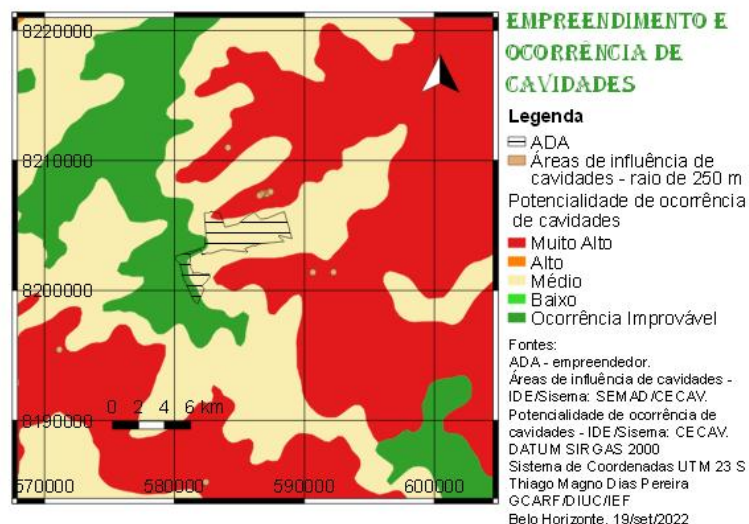 EMPREENDIMENTO E
OCORRÊNCIA DE
CAVIDADES
Legenda
ADA
Áreas de influência de
cavidades - raio de 250 m
Potencialidade de ocorrência
de cavidades
Muito Alto
Alto
Médio
Baixo
Ocorrência Improvável
Fontes:
ADA - empreendedor.
Áreas de influência de cavidades -
IDE/Sisema: SEMAD/CECAV.
Potencialidade de ocorrência de
cavidades - IDE/Sisema: CECAV.
DATUM SIRGAS 2000
Sistema de Coordenadas UTM 23 S
Thiago Magno Dias Pereira
GCARF/DIUC/IEF
Belo Horizonte, 19/set/2022
8220000
8210000
8200000
8190000
0 2 4 6 km
570000 580000 590000 600000